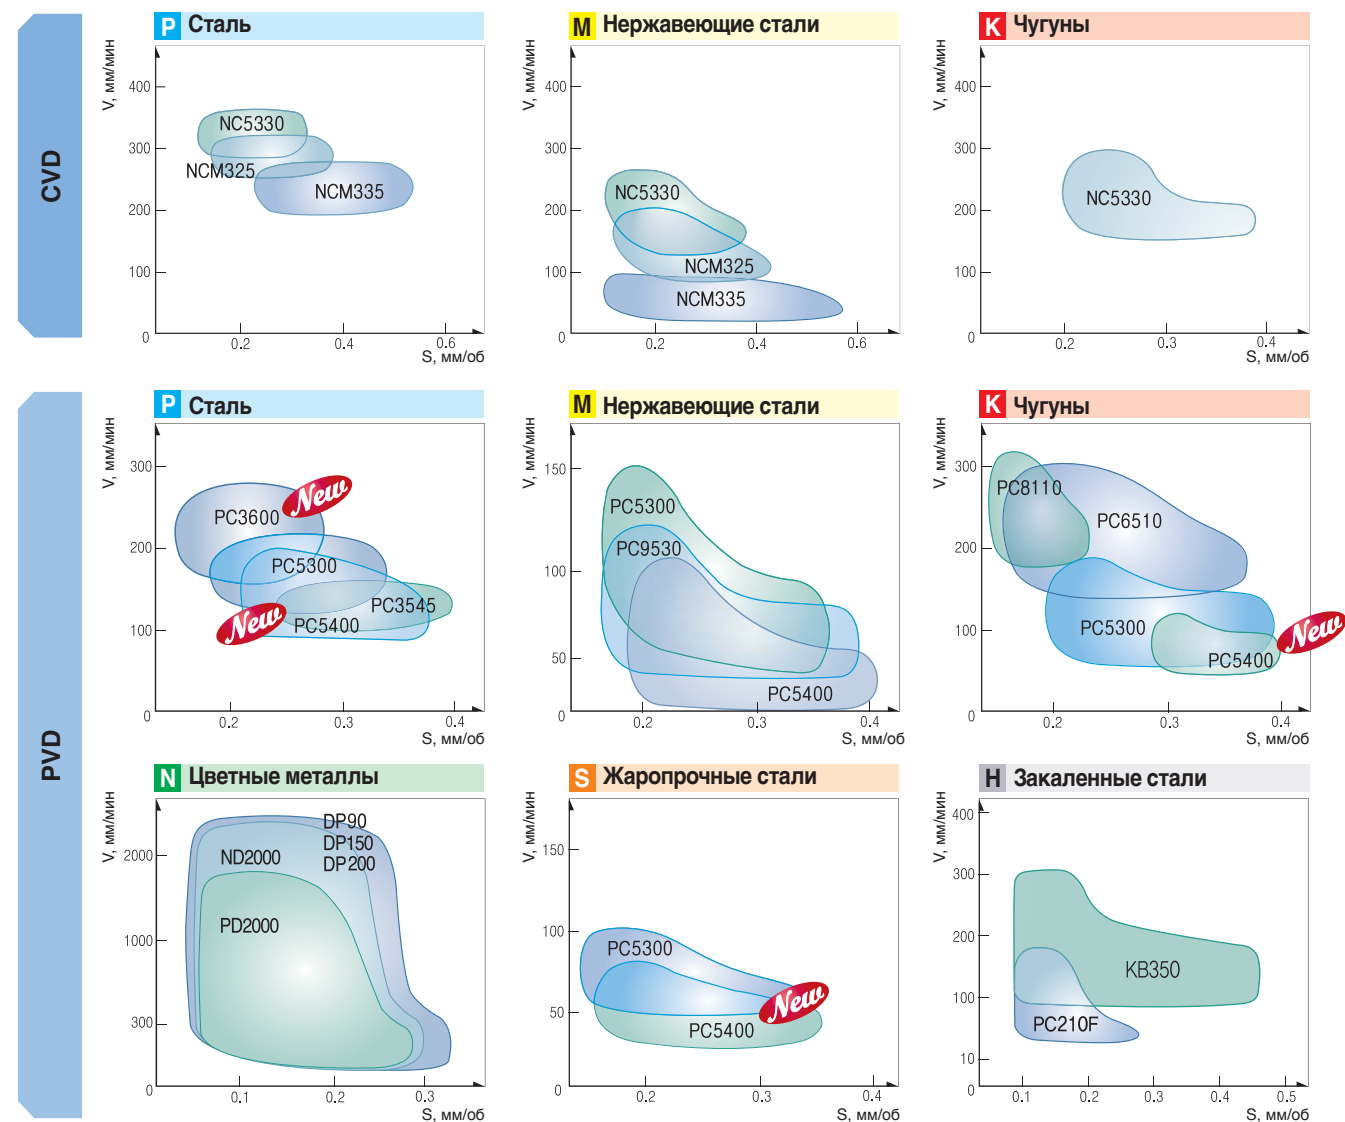 CVD
P Сталь
V, мм/мин
400
300
200
100
0
NC5330
NCM325
NCM335
0.2 0.4 0.6
S, мм/об
M Нержавеющие стали
V, мм/мин
400
300
200
100
0
NC5330
NCM325
NCM335
0.2 0.4 0.6
S, мм/об
K Чугуны
V, мм/мин
400
300
200
100
0
NC5330
0.2 0.3 0.4
S, мм/об
PVD
P Сталь
V, мм/мин
300
200
100
0
PC3600
New
PC5300
PC3545
New
PC5400
0.2 0.3 0.4
S, мм/об
M Нержавеющие стали
V, мм/мин
150
100
50
0
PC5300
PC9530
PC5400
0.2 0.3 0.4
S, мм/об
K Чугуны
V, мм/мин
300
200
100
0
PC8110
PC6510
PC5300
New
PC5400
0.2 0.3 0.4
S, мм/об
N Цветные металлы
V, мм/мин
2000
1000
300
0
DP90
DP150
DP200
ND2000
PD2000
0.1 0.2 0.3
S, мм/об
S Жаропрочные стали
V, мм/мин
150
100
50
0
PC5300
New
PC5400
0.2 0.3 0.4
S, мм/об
H Закаленные стали
V, мм/мин
400
300
200
100
10
0
KB350
PC210F
0.1 0.2 0.3 0.4 0.5
S, мм/об